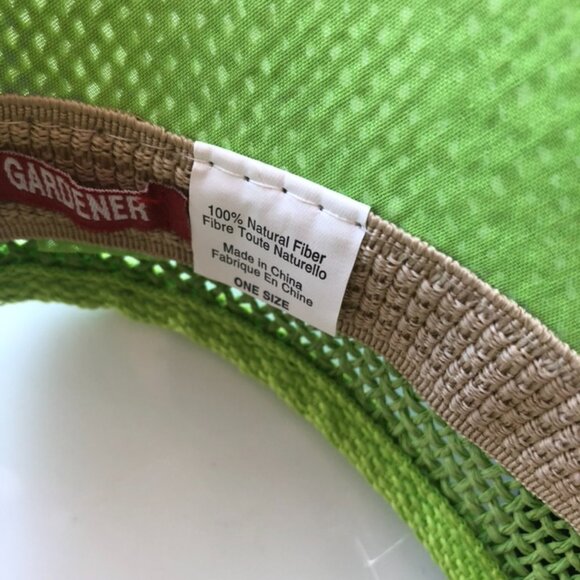 GARDENER
100% Natural Fiber
Fibre Toute Naturello
Made in China
Fabrique En Chine
ONE SIZE